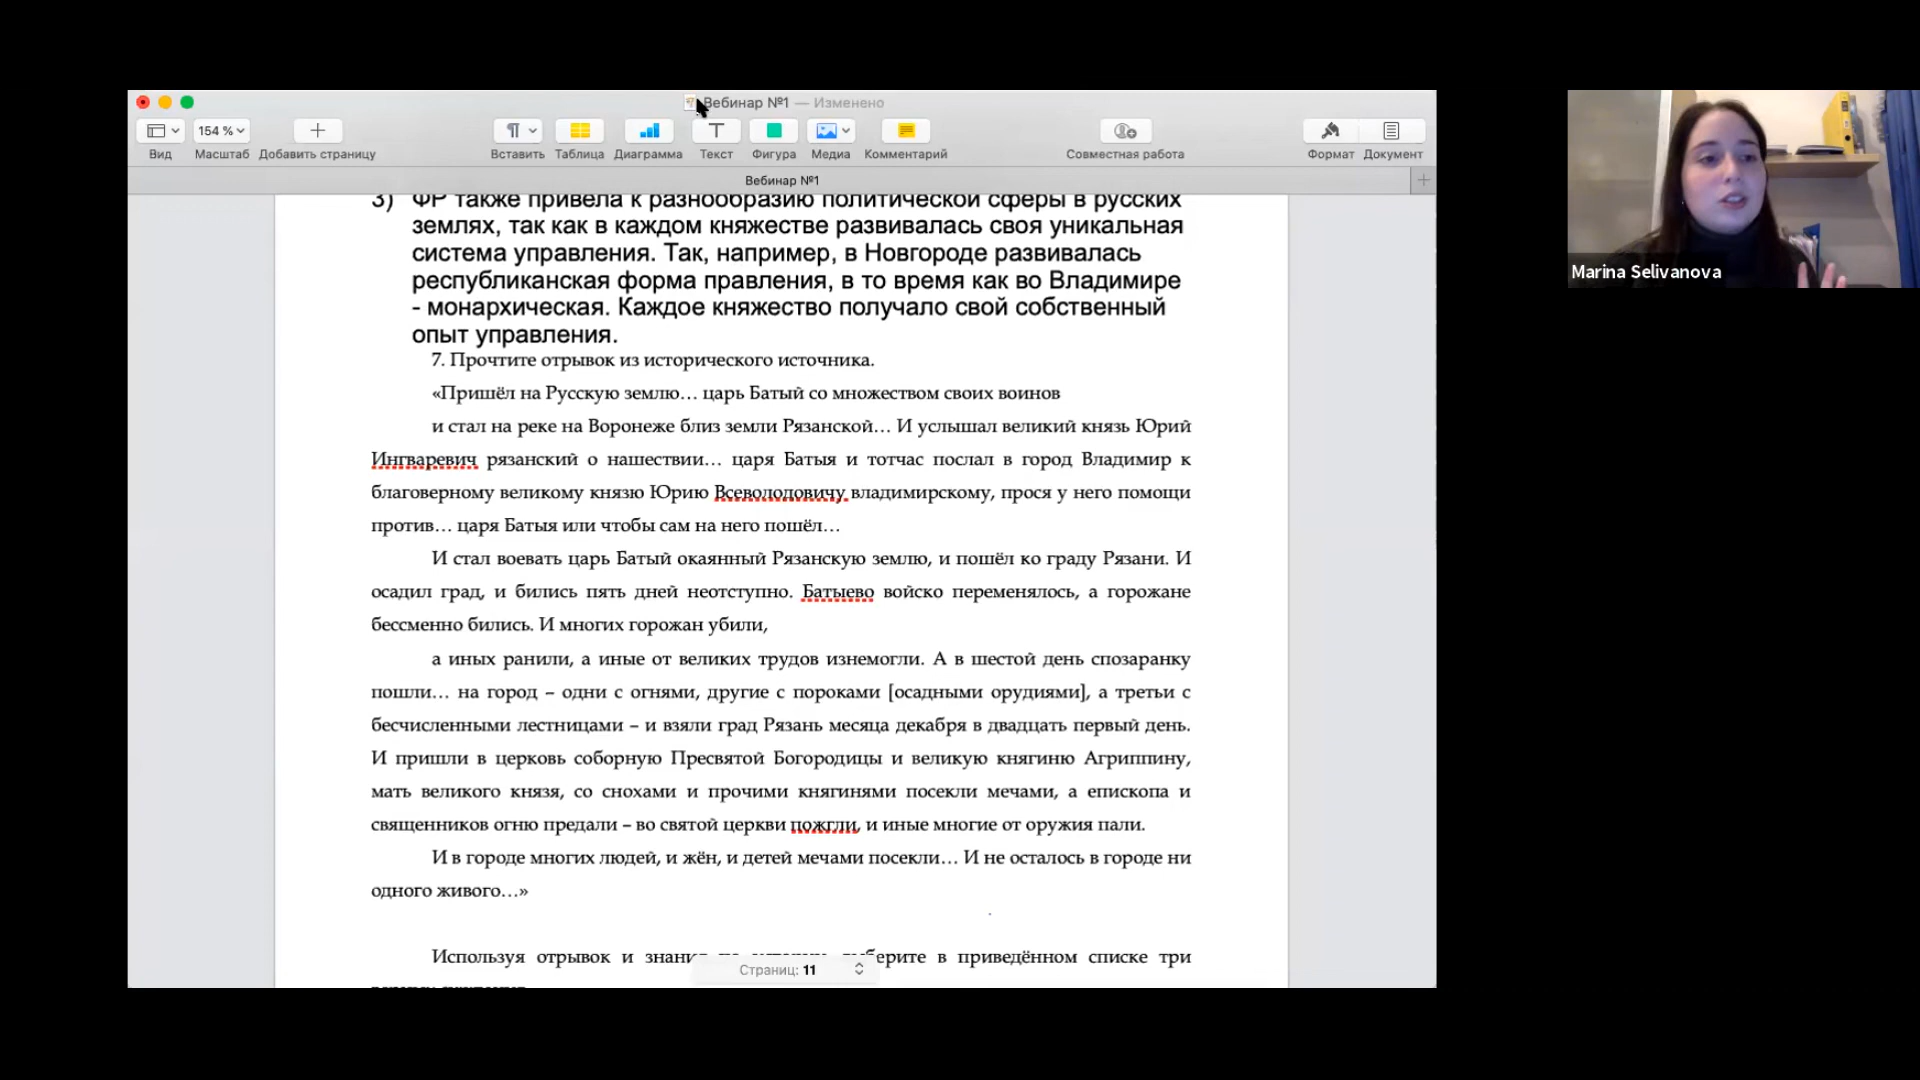 Вебинар №1 — Изменено
154 %
Вид
Масштаб
Добавить страницу
Вставить
Таблица
Диаграмма
Текст
Фигура
Медиа
Комментарий
Совместная работа
Формат
Документ
Вебинар №1
3) ФР также привела к разнообразию политической сферы в русских
землях, так как в каждом княжестве развивалась своя уникальная
система управления. Так, например, в Новгороде развивалась
республиканская форма правления, в то время как во Владимире
- монархическая. Каждое княжество получало свой собственный
опыт управления.
7. Прочтите отрывок из исторического источника.
«Пришёл на Русскую землю… царь Батый со множеством своих воинов
и стал на реке на Воронеже близ земли Рязанской… И услышал великий князь Юрий
Ингваревич рязанский о нашествии… царя Батыя и тотчас послал в город Владимир к
благоверному великому князю Юрию Всеволодовичу владимирскому, прося у него помощи
против… царя Батыя или чтобы сам на него пошёл…
И стал воевать царь Батый окаянный Рязанскую землю, и пошёл ко граду Рязани. И
осадил град, и бились пять дней неотступно. Батыево войско переменялось, а горожане
бессменно бились. И многих горожан убили,
а иных ранили, а иные от великих трудов изнемогли. А в шестой день спозаранку
пошли… на город – одни с огнями, другие с пороками [осадными орудиями], а третьи с
бесчисленными лестницами – и взяли град Рязань месяца декабря в двадцать первый день.
И пришли в церковь соборную Пресвятой Богородицы и великую княгиню Агриппину,
мать великого князя, со снохами и прочими княгинями посекли мечами, а епископа и
священников огню предали – во святой церкви пожгли, и иные многие от оружия пали.
И в городе многих людей, и жён, и детей мечами посекли… И не осталось в городе ни
одного живого…»
Используя отрывок и в приведённом списке три
Страниц: 11
Marina Selivanova